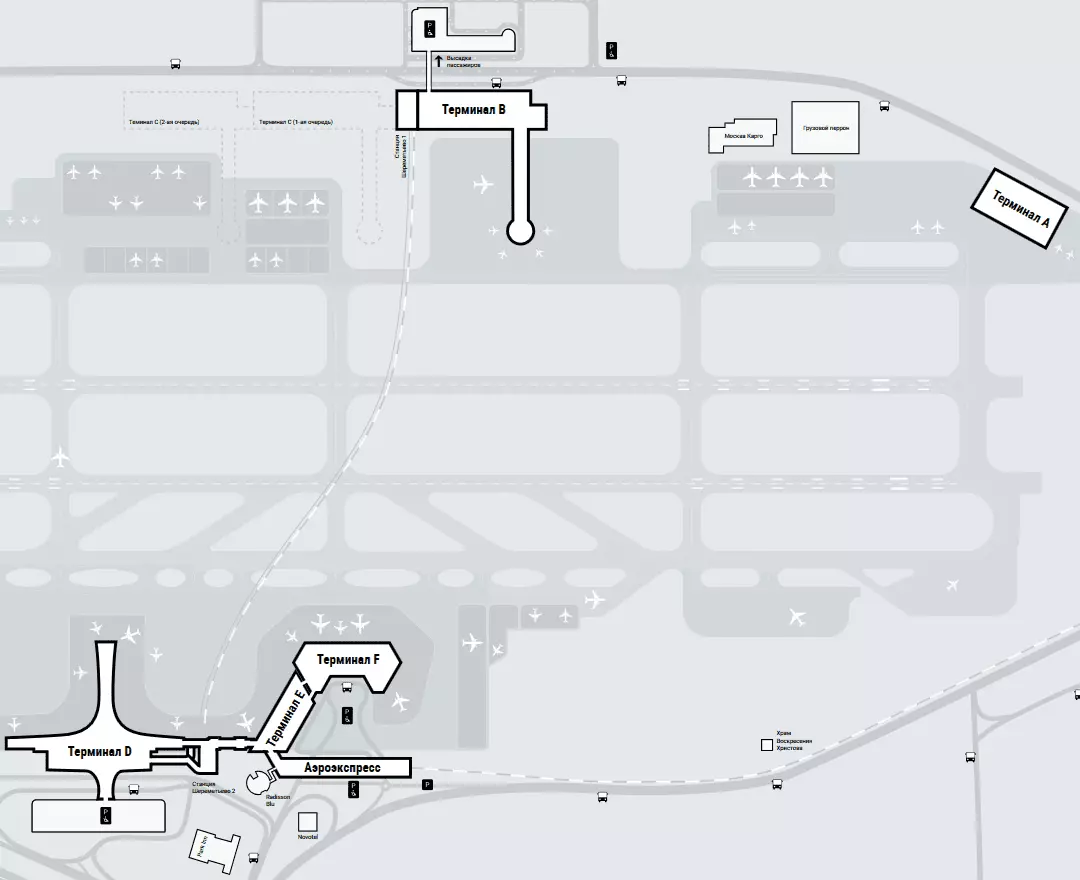 P
P
Высадка
пассажиров
Терминал B
Теминал C (2-ая очередь)
Терминал C (1-ая очередь)
Станция
Шереметьево 1
Москва Карго
Грузовой перрон
Терминал A
Терминал F
Терминал E
P
Терминал D
Аэроэкспресс
Храм
Воскресения
Христова
Станция
Шереметьево 2
Radisson
Blu
P
P
P
Novotel
Park Inn